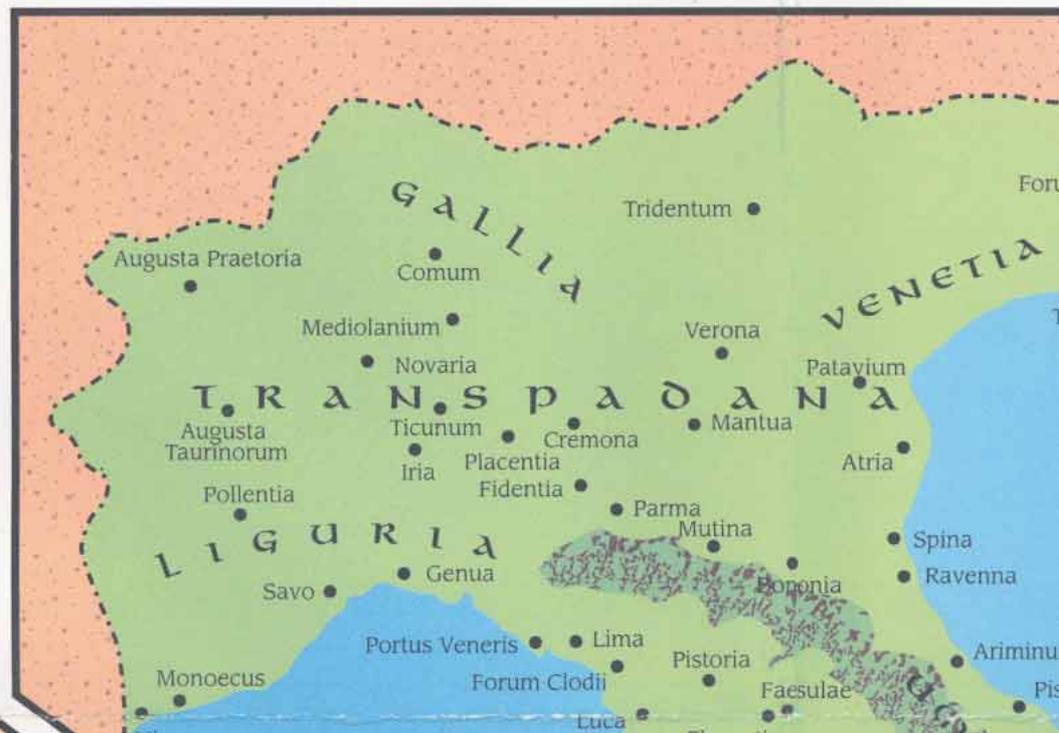 GALLIA
Tridentum
Augusta Praetoria
Comum
VENETIA
Mediolanium
Verona
Novaria
Patavium
TRANSPADANA
Augusta
Taurinorum
Ticunum
Cremona
Mantua
Iria
Placentia
Atria
Fidentia
Pollentia
Parma
Mutina
LIGURIA
Spina
Genua
Bononia
Ravenna
Savo
Portus Veneris
Lima
Pistoria
Forum Clodii
Monoecus
Faesulae
Luca